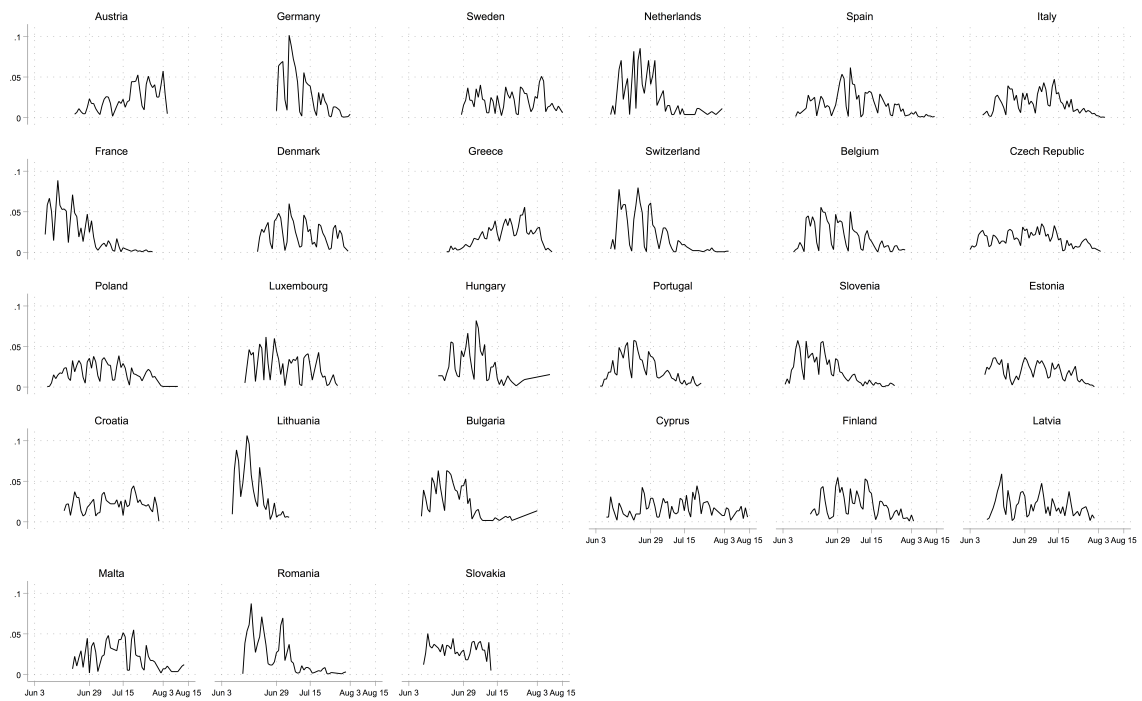 Austria Germany Sweden Netherlands Spain Italy
.1
.05
0
France Denmark Greece Switzerland Belgium Czech Republic
.1
.05
0
Poland Luxembourg Hungary Portugal Slovenia Estonia
.1
.05
0
Croatia Lithuania Bulgaria Cyprus Finland Latvia
.1
.05
0
Jun 3 Jun 29 Jul 15 Aug 3 Aug 15 Jun 3 Jun 29 Jul 15 Aug 3 Aug 15 Jun 3 Jun 29 Jul 15 Aug 3 Aug 15
Malta Romania Slovakia
.1
.05
0
Jun 3 Jun 29 Jul 15 Aug 3 Aug 15 Jun 3 Jun 29 Jul 15 Aug 3 Aug 15 Jun 3 Jun 29 Jul 15 Aug 3 Aug 15